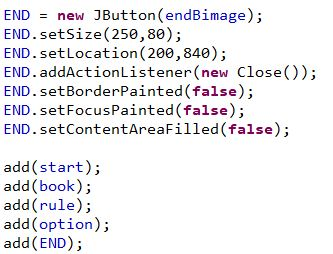 END = new JButton(endBimage);
END.setSize(250,80);
END.setLocation(200,840);
END.addActionListener(new Close());
END.setBorderPainted(false);
END.setFocusPainted(false);
END.setContentAreaFilled(false);

add(start);
add(book);
add(rule);
add(option);
add(END);